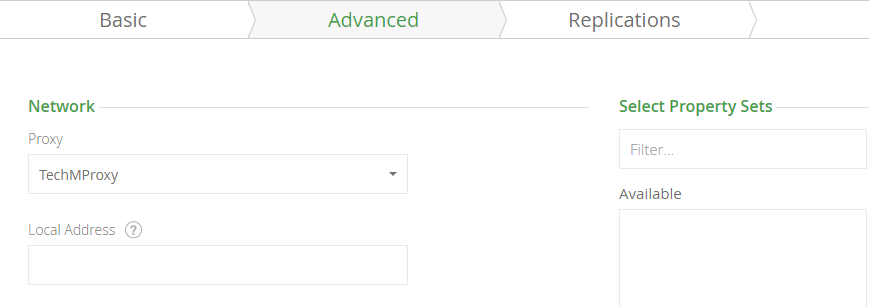 Basic
Advanced
Replications
Network
Proxy
TechMProxy
Local Address ?
Select Property Sets
Filter...
Available